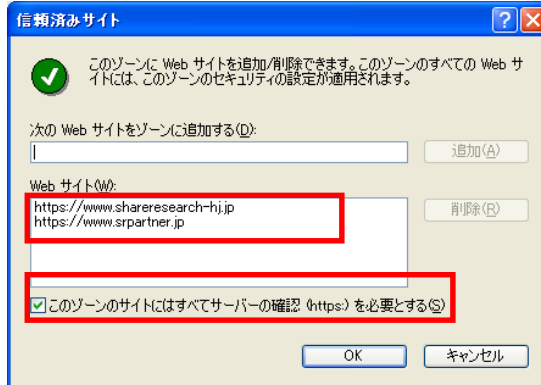 信頼済みサイト
このゾーンに Web サイトを追加/削除できます。このゾーンのすべての Web サ
イトには、このゾーンのセキュリティの設定が適用されます。
次の Web サイトをゾーンに追加する(D):
追加(A)
Web サイト(W):
https://www.shareresearch-hj.jp
https://www.srpartner.jp
削除(R)
このゾーンのサイトにはすべてサーバーの確認 (https:) を必要とする(S)
OK
キャンセル